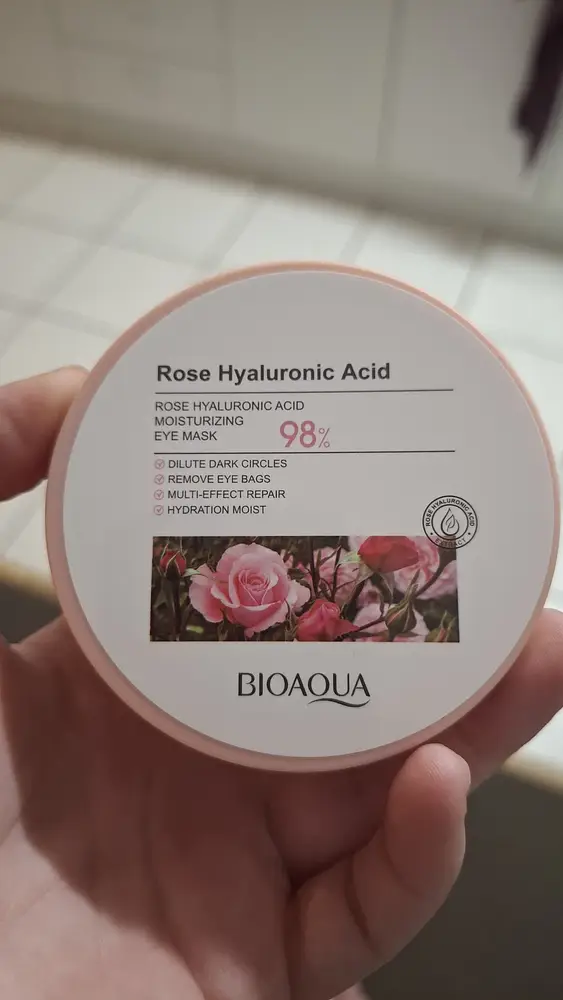 Rose Hyaluronic Acid
ROSE HYALURONIC ACID
MOISTURIZING
EYE MASK 98%
DILUTE DARK CIRCLES
REMOVE EYE BAGS
MULTI-EFFECT REPAIR
HYDRATION MOIST
ROSE HYALURONIC ACID
EXTRACT
BIOAQUA